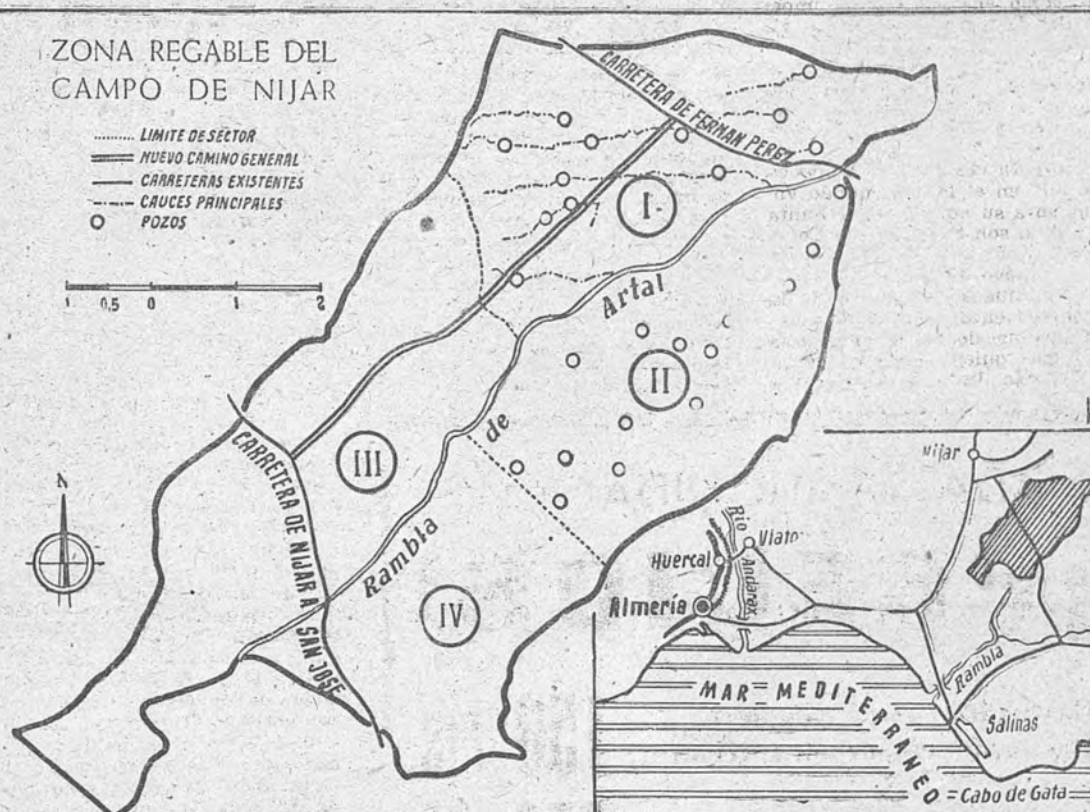 ZONA REGABLE DEL
CAMPO DE NIJAR
LIMITE DE SECTOR
NUEVO CAMINO GENERAL
CARRETERAS EXISTENTES
CAUCES PRINCIPALES
POZOS
1 0,5 0 1 2
CARRETERA DE FERMAN PEREZ
I
Rambla de Artal
II
III
IV
CARRETERA DE NIJAR A SAN JOSE
N
Nijar
Rio Andarax
Viator
Huercal
Almería
Rambla
Salinas
MAR MEDITERRANEO
Cabo de Gata